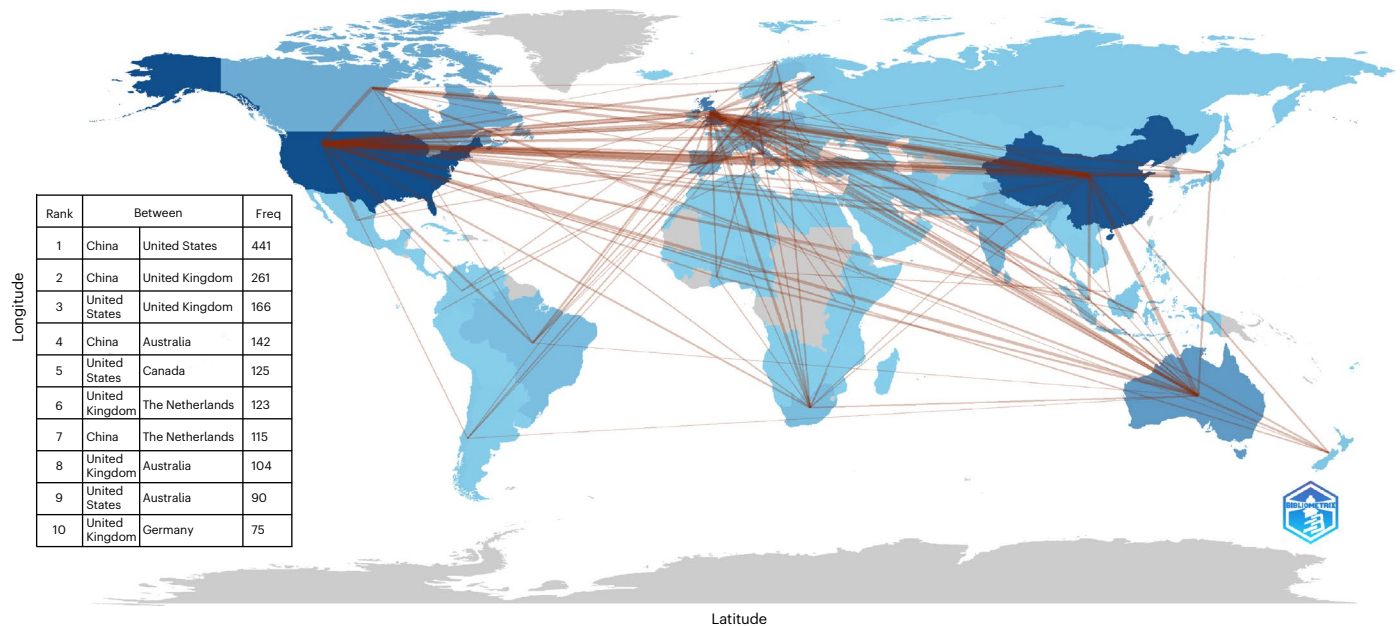 Rank Between Freq
1 China United States 441
2 China United Kingdom 261
3 United States United Kingdom 166
4 China Australia 142
5 United States Canada 125
6 United Kingdom The Netherlands 123
7 China The Netherlands 115
8 United Kingdom Australia 104
9 United States Australia 90
10 United Kingdom Germany 75
Longitude
BIBLIOMETRIX
Latitude